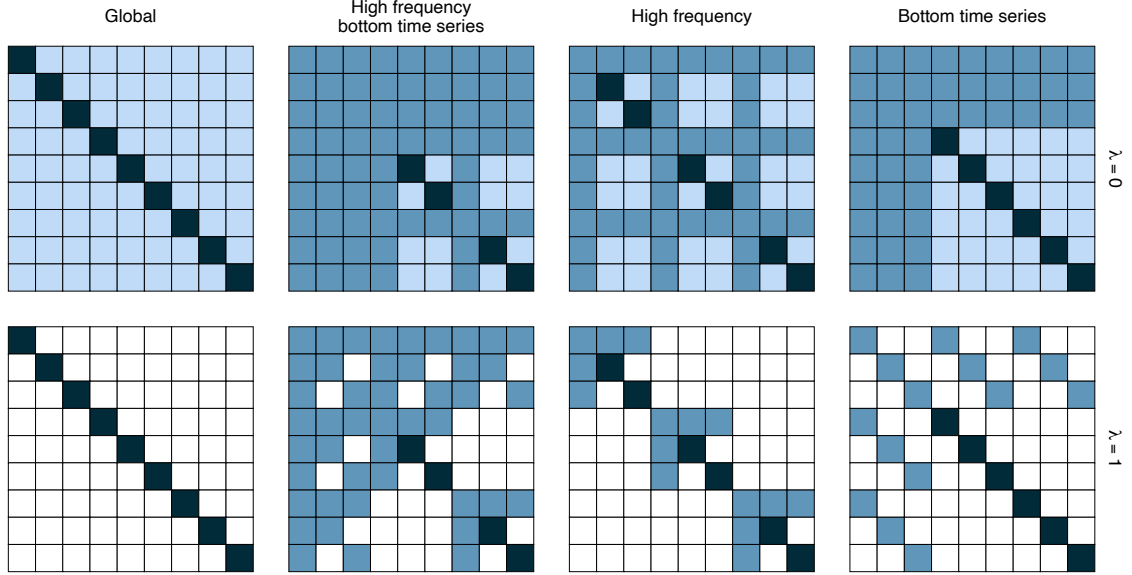 Global
High frequency
bottom time series
High frequency
Bottom time series
λ = 0
λ = 1